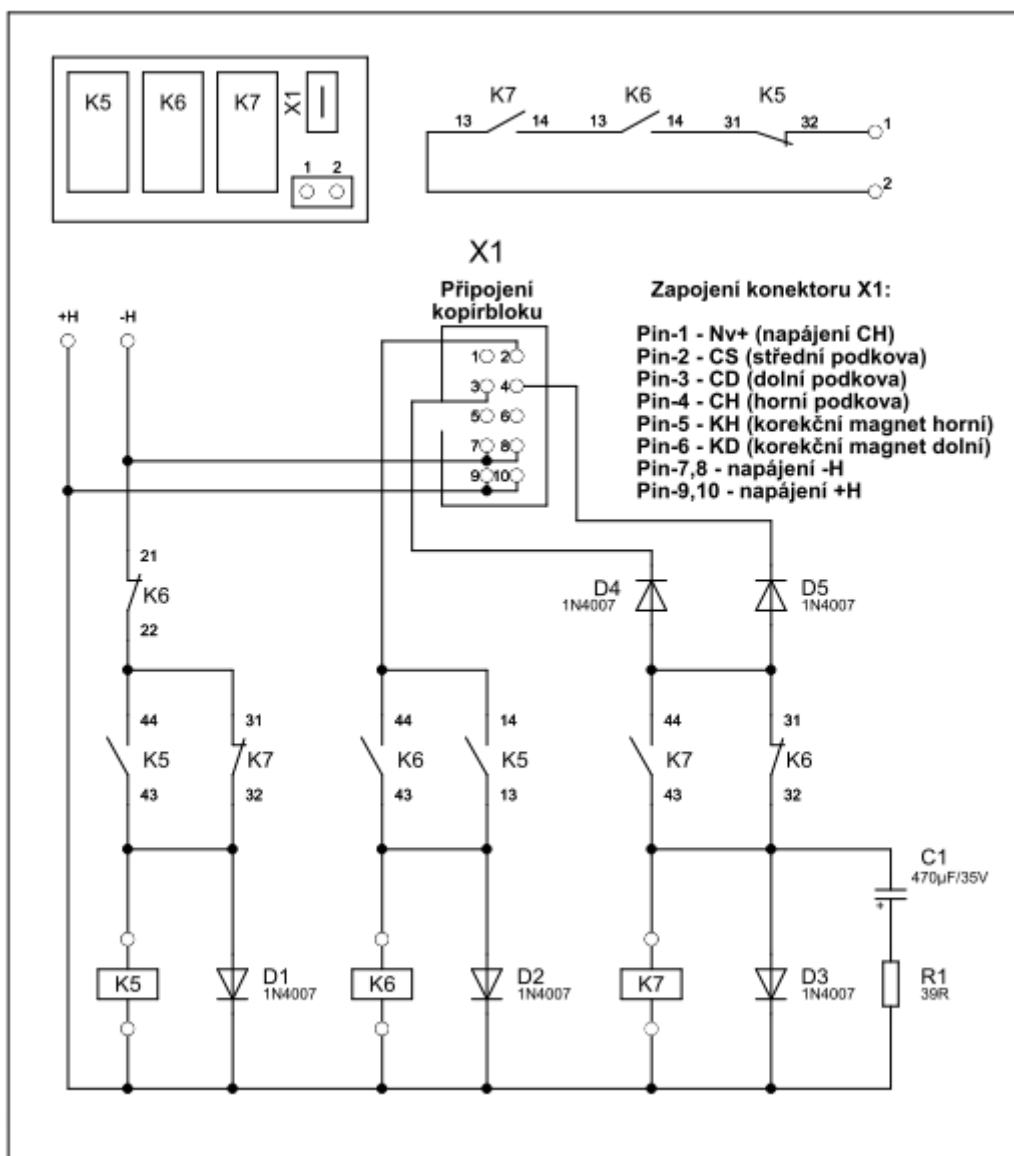 K5 K6 K7 X1
1 2
K7 K6 K5
13 14 13 14 31 32 1
2
X1
Připojení
kopírbloku
Zapojení konektoru X1:
+H -H
Pin-1 - Nv+ (napájení CH)
Pin-2 - CS (střední podkova)
Pin-3 - CD (dolní podkova)
Pin-4 - CH (horní podkova)
Pin-5 - KH (korekční magnet horní)
Pin-6 - KD (korekční magnet dolní)
Pin-7,8 - napájení -H
Pin-9,10 - napájení +H
1 2
3 4
5 6
7 8
9 10
21
K6
22
D4
1N4007
D5
1N4007
44 31 44 14 44 31
K5 K7 K6 K5 K7 K6
43 32 43 13 43 32
C1
470µF/35V
+
K5
D1
1N4007
K6
D2
1N4007
K7
D3
1N4007
R1
39R